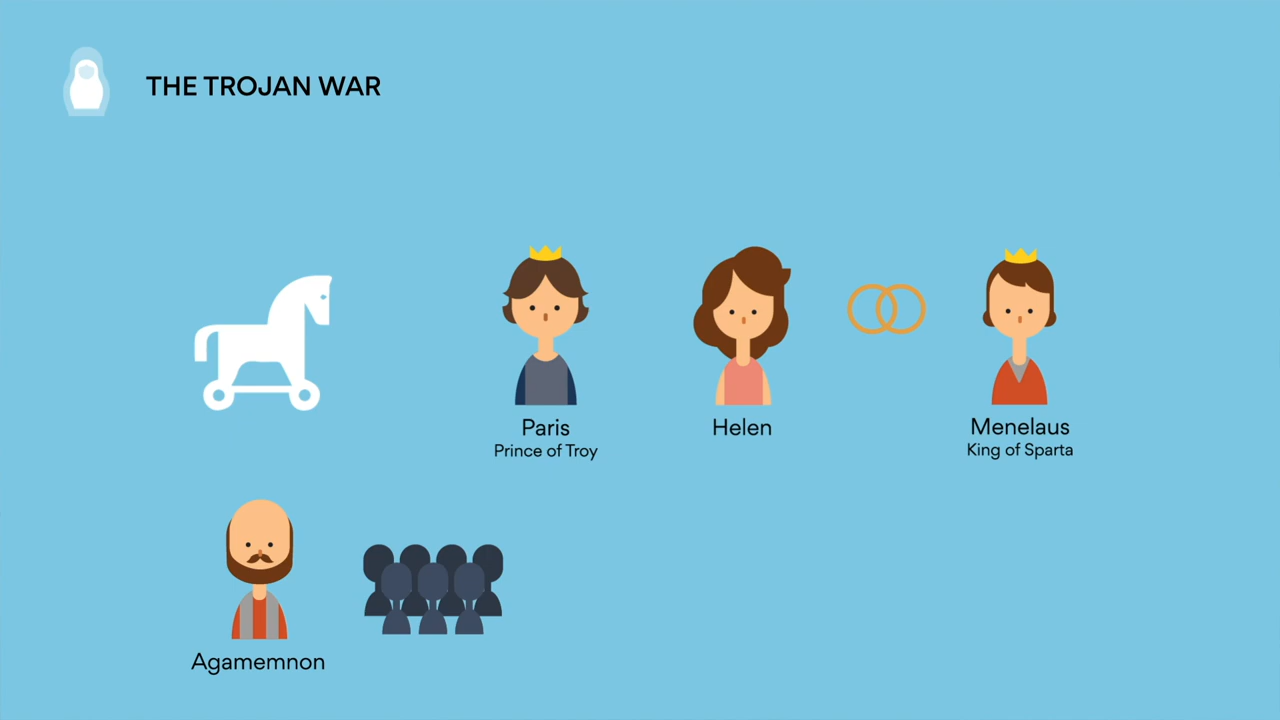 THE TROJAN WAR
Paris
Prince of Troy
Helen
Menelaus
King of Sparta
Agamemnon